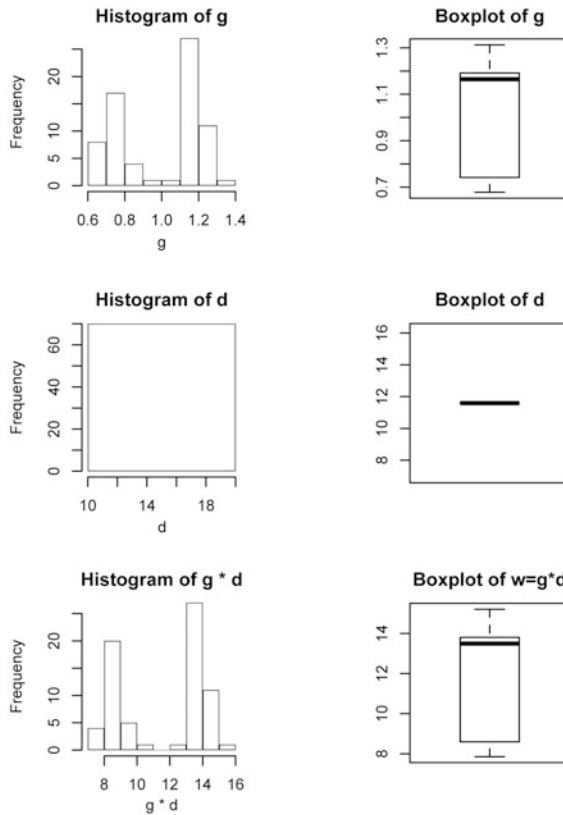 Histogram of g
Frequency
20
10
5
0
0.6 0.8 1.0 1.2 1.4
g
Boxplot of g
1.3
1.1
0.9
0.7
Histogram of d
Frequency
60
40
20
0
10 14 18
d
Boxplot of d
16
14
12
10
8
Histogram of g * d
Frequency
20
10
5
0
8 10 12 14 16
g * d
Boxplot of w=g*d
14
12
10
8